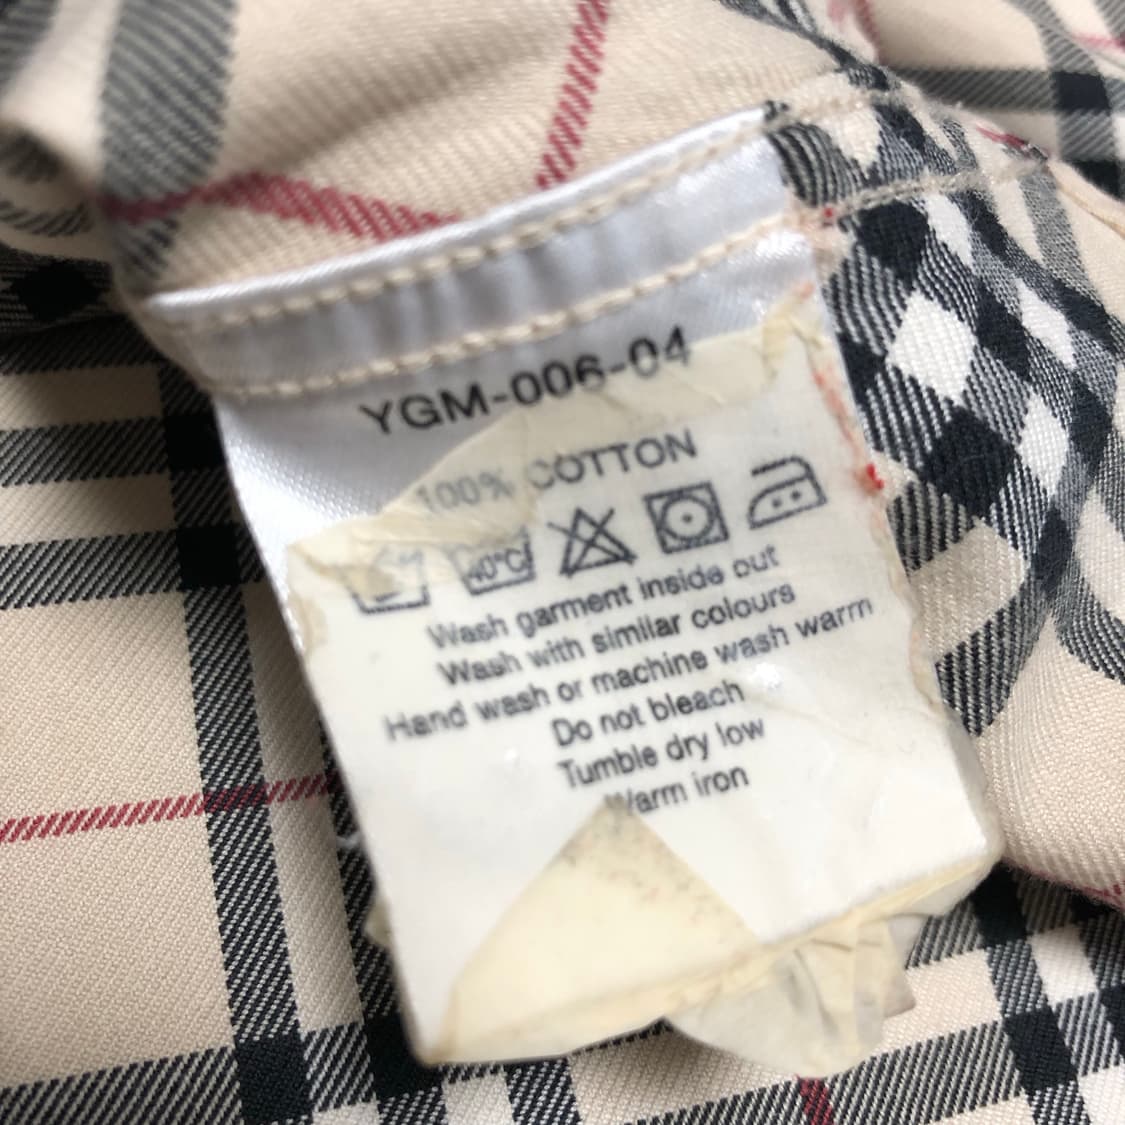 YGM-006-04
100% COTTON
40°C
Wash garment inside out
Wash with similar colours
Hand wash or machine wash warm
Do not bleach
Tumble dry low
Warm iron